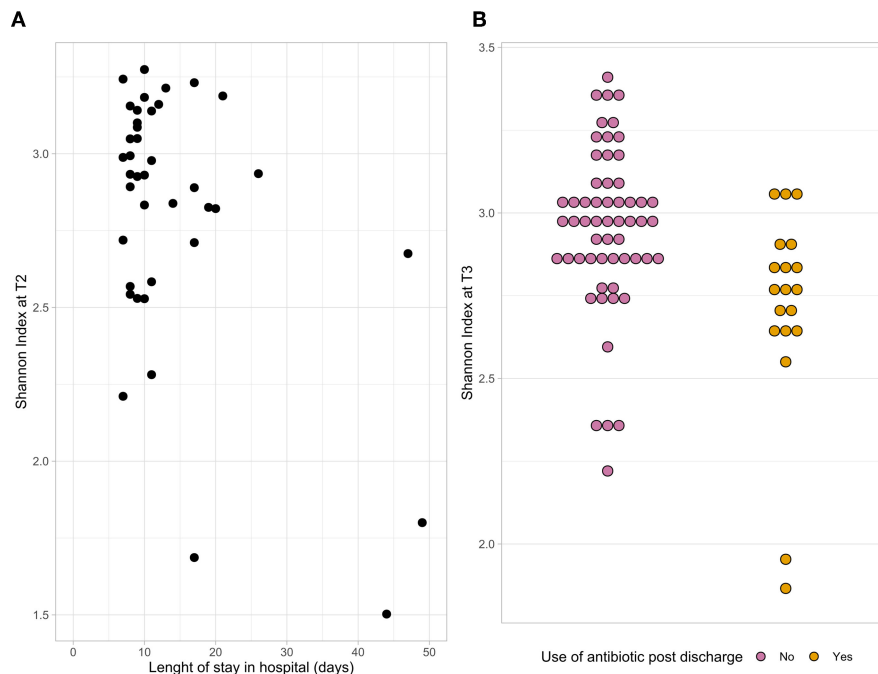 A
B
Shannon Index at T2
3.0
2.5
2.0
1.5
0
10
20
30
40
50
Lenght of stay in hospital (days)
Shannon Index at T3
3.5
3.0
2.5
2.0
Use of antibiotic post discharge No Yes